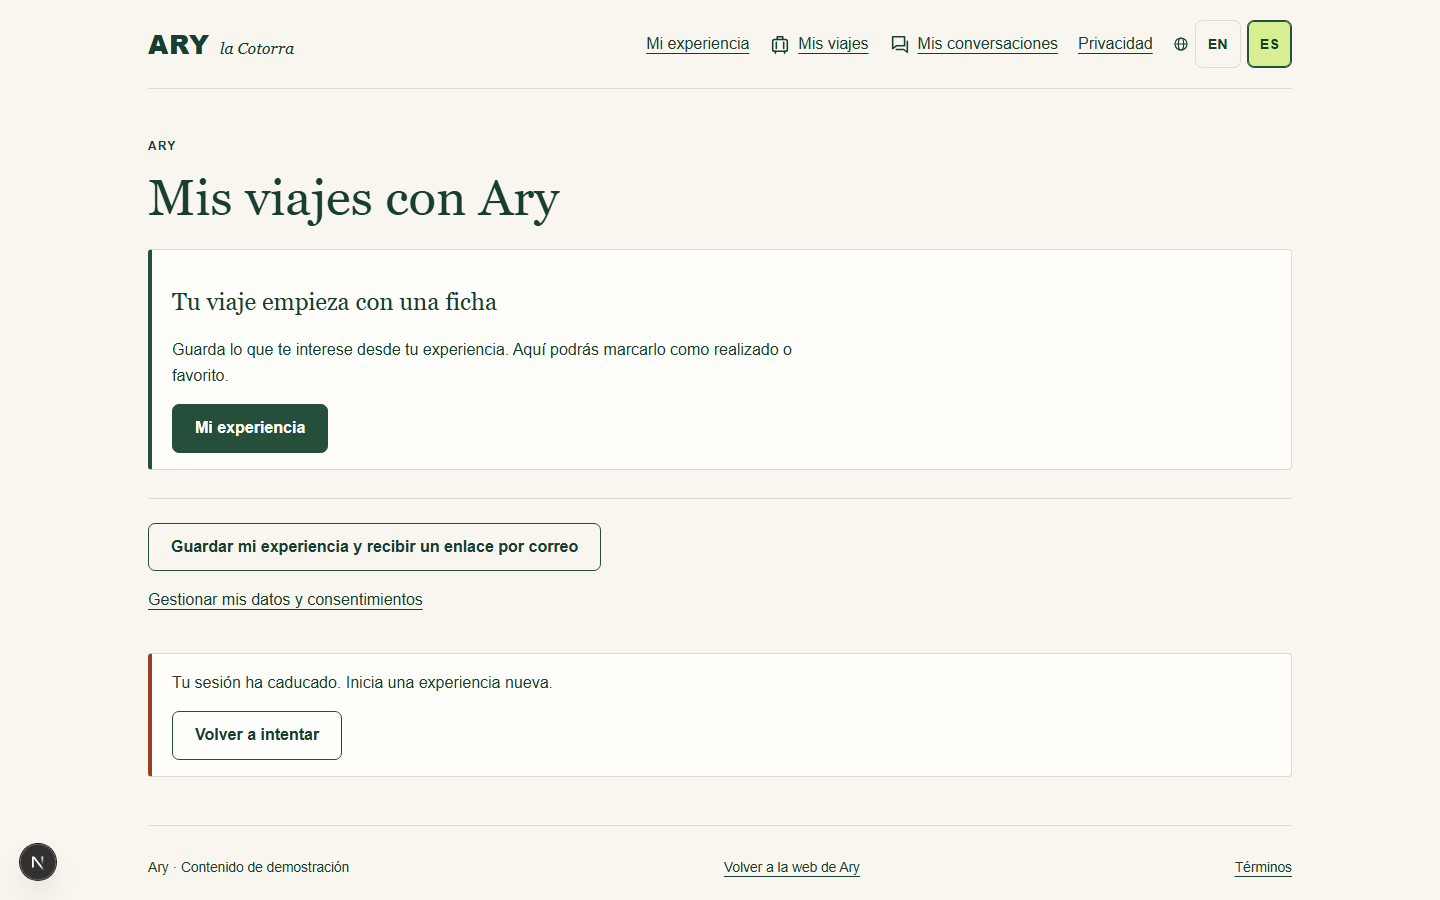 ARY la Cotorra
Mi experiencia Mis viajes Mis conversaciones Privacidad EN ES
ARY
Mis viajes con Ary
Tu viaje empieza con una ficha
Guarda lo que te interese desde tu experiencia. Aquí podrás marcarlo como realizado o
favorito.
Mi experiencia
Guardar mi experiencia y recibir un enlace por correo
Gestionar mis datos y consentimientos
Tu sesión ha caducado. Inicia una experiencia nueva.
Volver a intentar
Ary · Contenido de demostración Volver a la web de Ary Términos